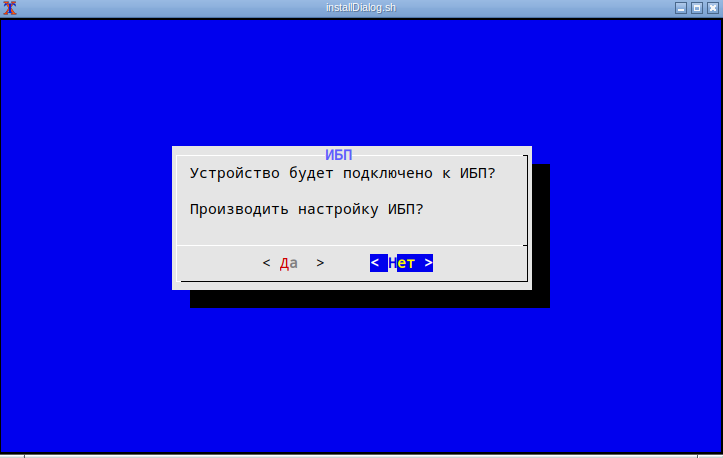 installDialog.sh
ИБП
Устройство будет подключено к ИБП?
Производить настройку ИБП?
< Да > < Нет >